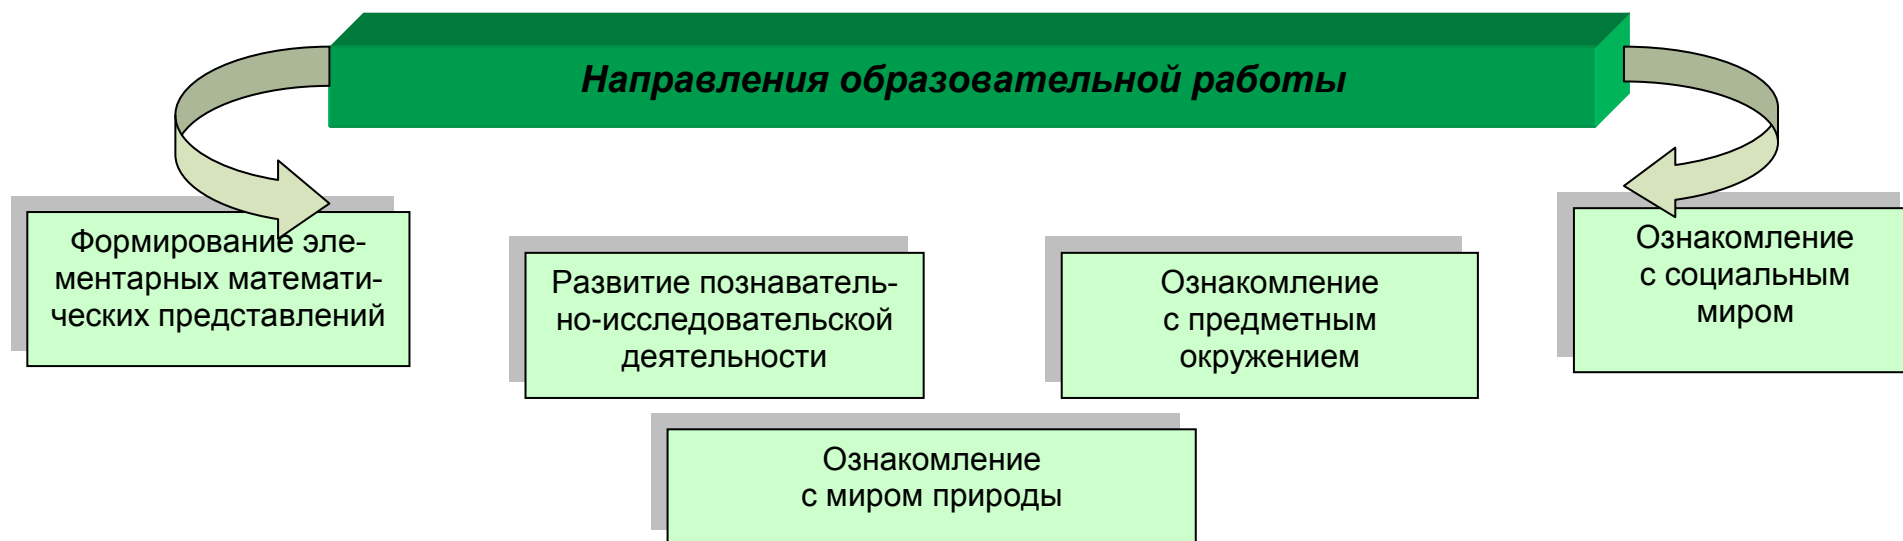 Направления образовательной работы
Формирование эле-
ментарных математи-
ческих представлений
Развитие познаватель-
но-исследовательской
деятельности
Ознакомление
с предметным
окружением
Ознакомление
с социальным
миром
Ознакомление
с миром природы